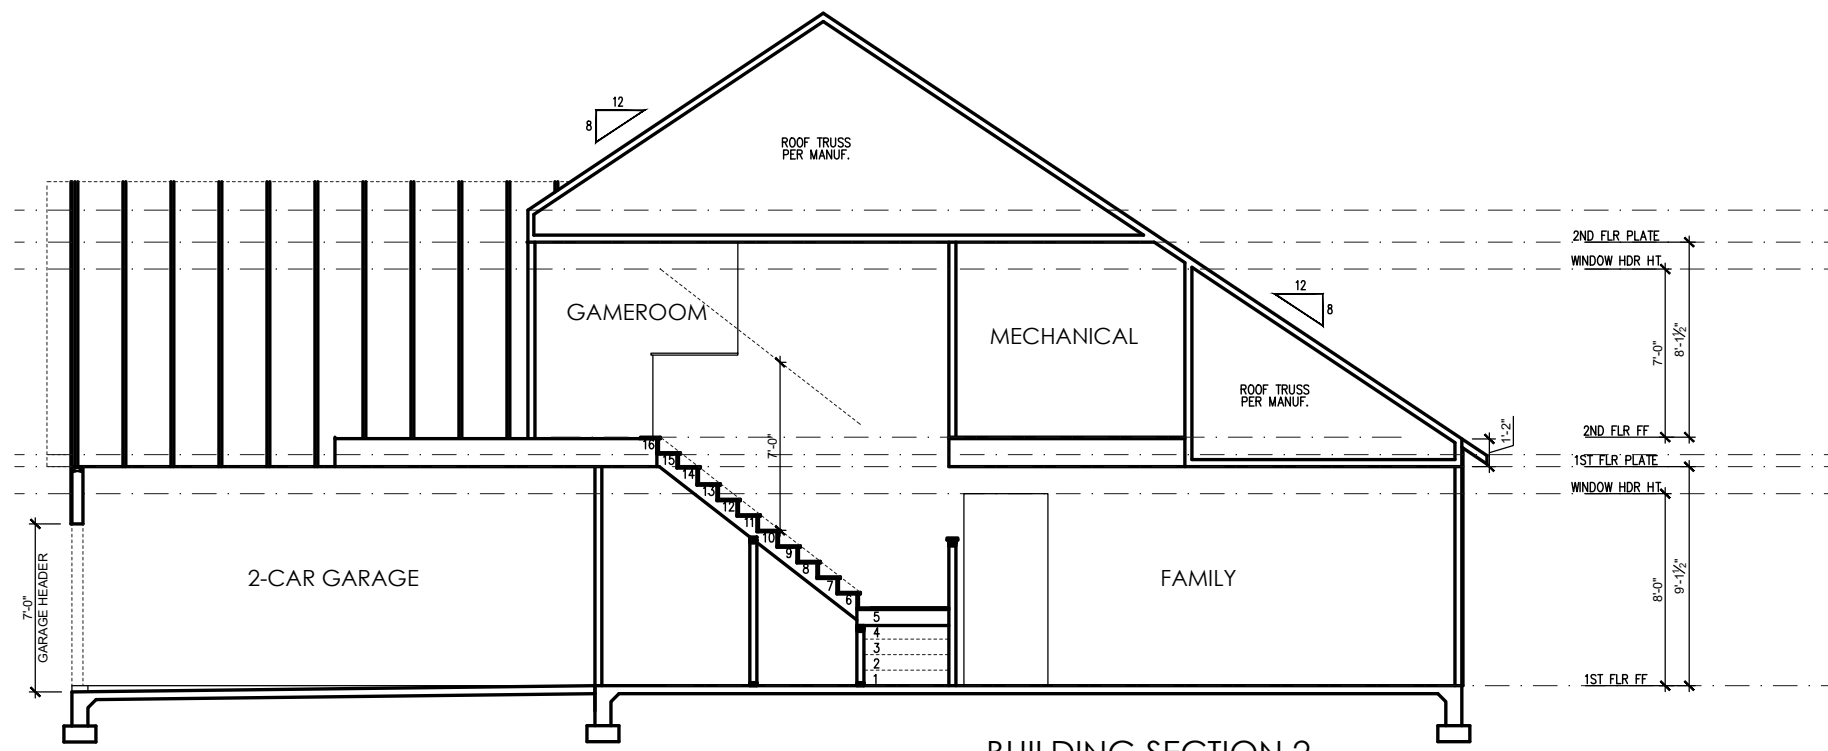 12
8
ROOF TRUSS
PER MANUF.
2ND FLR PLATE
WINDOW HDR HT.
12
8
GAMEROOM
MECHANICAL
7'-0"
8'-1½"
ROOF TRUSS
PER MANUF.
7'-0"
1'-2"
2ND FLR FF
1ST FLR PLATE
WINDOW HDR HT.
16
15
14
13
12
11
10
9
8
7
6
5
4
3
2
1
7'-0"
GARAGE HEADER
2-CAR GARAGE
FAMILY
8'-0"
9'-1½"
1ST FLR FF
BUILDING SECTION 2